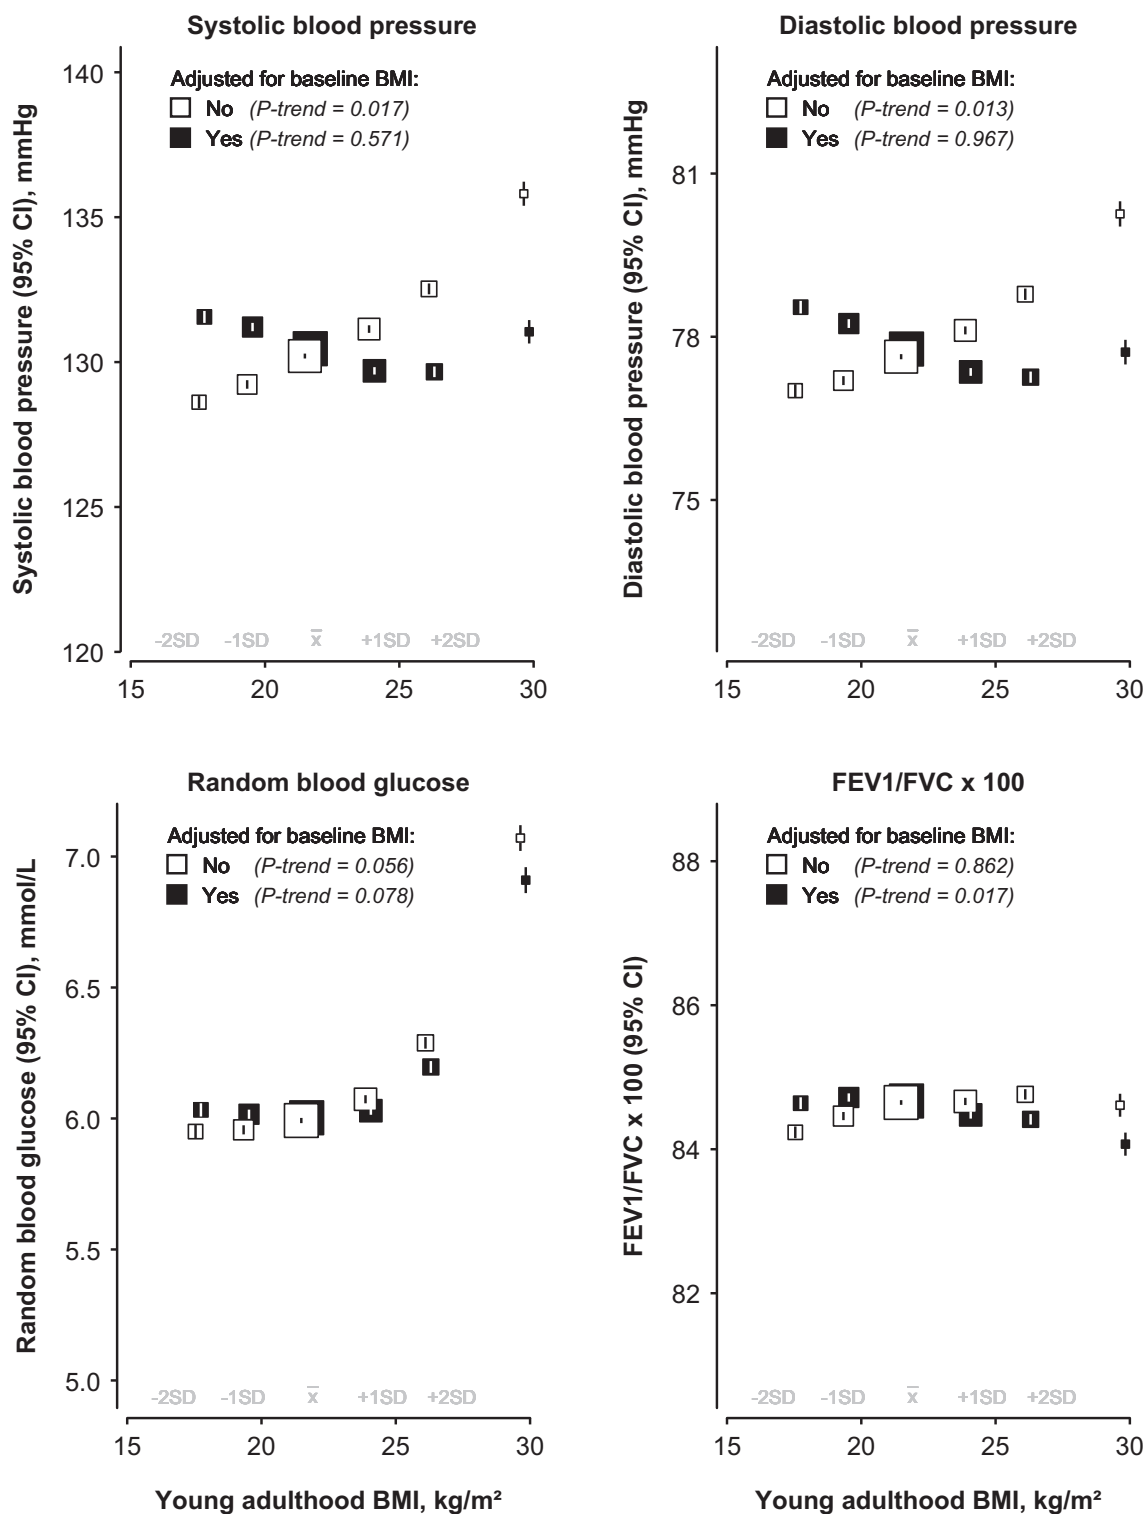 Systolic blood pressure
Adjusted for baseline BMI:
No (P-trend = 0.017)
Yes (P-trend = 0.571)
Systolic blood pressure (95% CI), mmHg
140
135
130
125
120
-2SD -1SD x̅ +1SD +2SD
15 20 25 30
Diastolic blood pressure
Adjusted for baseline BMI:
No (P-trend = 0.013)
Yes (P-trend = 0.967)
Diastolic blood pressure (95% CI), mmHg
81
78
75
-2SD -1SD x̅ +1SD +2SD
15 20 25 30
Random blood glucose
Adjusted for baseline BMI:
No (P-trend = 0.056)
Yes (P-trend = 0.078)
Random blood glucose (95% CI), mmol/L
7.0
6.5
6.0
5.5
5.0
-2SD -1SD x̅ +1SD +2SD
15 20 25 30
Young adulthood BMI, kg/m²
FEV1/FVC x 100
Adjusted for baseline BMI:
No (P-trend = 0.862)
Yes (P-trend = 0.017)
FEV1/FVC x 100 (95% CI)
88
86
84
82
-2SD -1SD x̅ +1SD +2SD
15 20 25 30
Young adulthood BMI, kg/m²